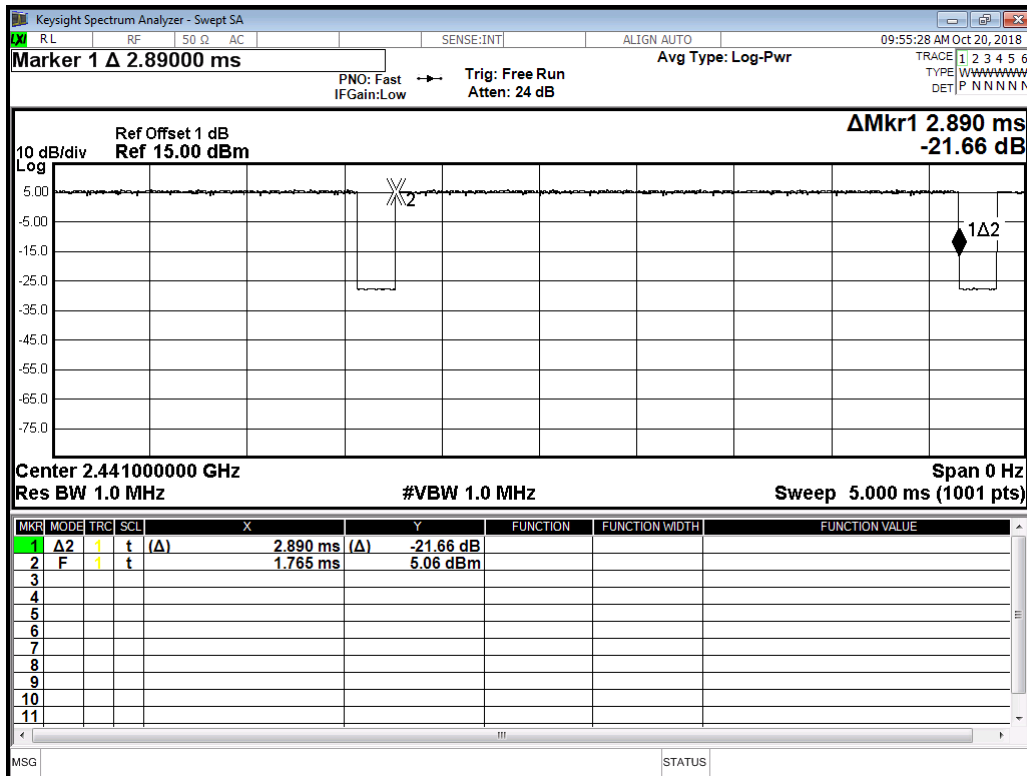 Keysight Spectrum Analyzer - Swept SA
LXI RL RF 50 Ω AC SENSE:INT ALIGN AUTO 09:55:28 AM Oct 20, 2018
Marker 1 Δ 2.89000 ms
PNO: Fast
IFGain:Low
Trig: Free Run
Atten: 24 dB
Avg Type: Log-Pwr
TRACE 1 2 3 4 5 6
TYPE WWWWWW
DET P N N N N N
ΔMkr1 2.890 ms
-21.66 dB
Ref Offset 1 dB
10 dB/div Ref 15.00 dBm
Log
5.00
-5.00
-15.0
-25.0
-35.0
-45.0
-55.0
-65.0
-75.0
2
1Δ2
Center 2.441000000 GHz Span 0 Hz
Res BW 1.0 MHz #VBW 1.0 MHz Sweep 5.000 ms (1001 pts)
MKR MODE TRC SCL X Y FUNCTION FUNCTION WIDTH FUNCTION VALUE
1 Δ2 1 t (Δ) 2.890 ms (Δ) -21.66 dB
2 F 1 t 1.765 ms 5.06 dBm
3
4
5
6
7
8
9
10
11
MSG STATUS